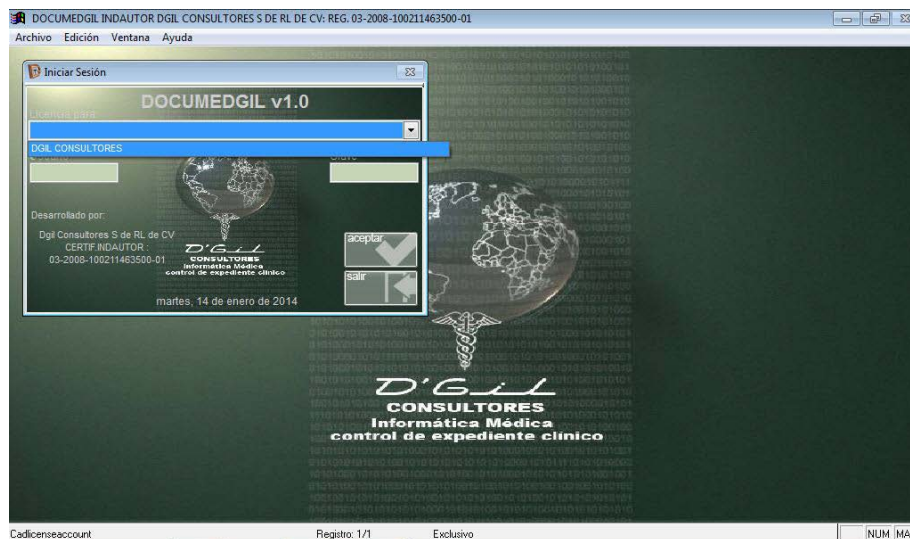 DOCUMEDGIL INDAUTOR DGIL CONSULTORES S DE RL DE CV: REG. 03-2008-100211463500-01
Archivo Edición Ventana Ayuda
Iniciar Sesión
DOCUMEDGIL v1.0
Licencia para:
DGIL CONSULTORES
Usuario Clave
Desarrollado por:
Dgil Consultores S de RL de CV
CERTIF.INDAUTOR :
03-2008-100211463500-01
D'Gil
CONSULTORES
Informática Médica
control de expediente clínico
aceptar
salir
martes, 14 de enero de 2014
D'Gil
CONSULTORES
Informática Médica
control de expediente clínico
Cadlicenseaccount Registro: 1/1 Exclusivo NUM MA